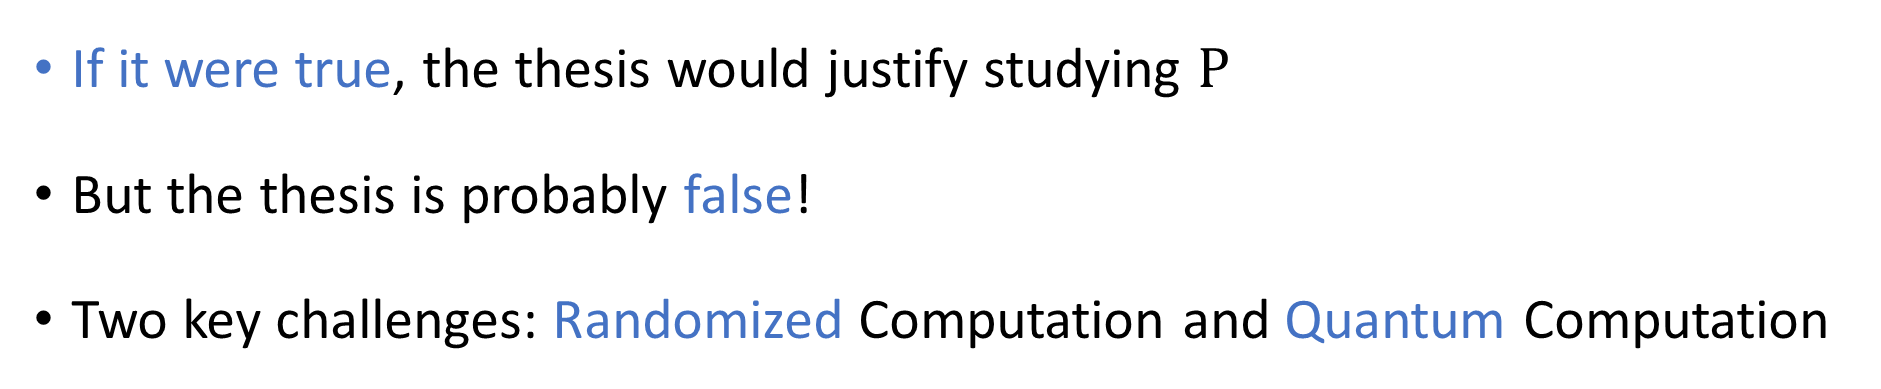 • If it were true, the thesis would justify studying P
• But the thesis is probably false!
• Two key challenges: Randomized Computation and Quantum Computation